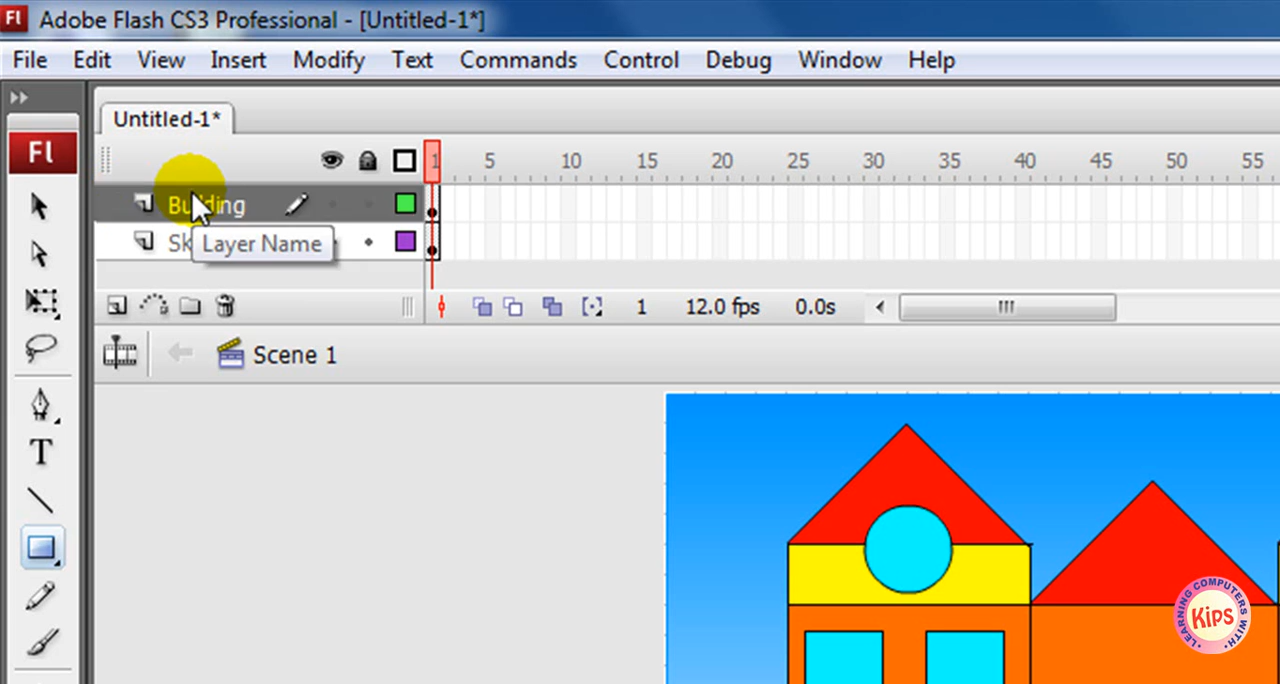 Fl Adobe Flash CS3 Professional - [Untitled-1*]
File Edit View Insert Modify Text Commands Control Debug Window Help
Untitled-1*
Fl
1 5 10 15 20 25 30 35 40 45 50 55
Building
Sk
Layer Name
1 12.0 fps 0.0s
Scene 1
T
LEARNING COMPUTERS WITH
Kips